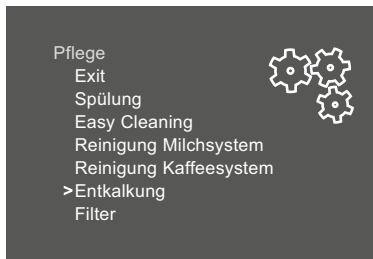 Pflege
Exit
Spülung
Easy Cleaning
Reinigung Milchsystem
Reinigung Kaffeesystem
>Entkalkung
Filter